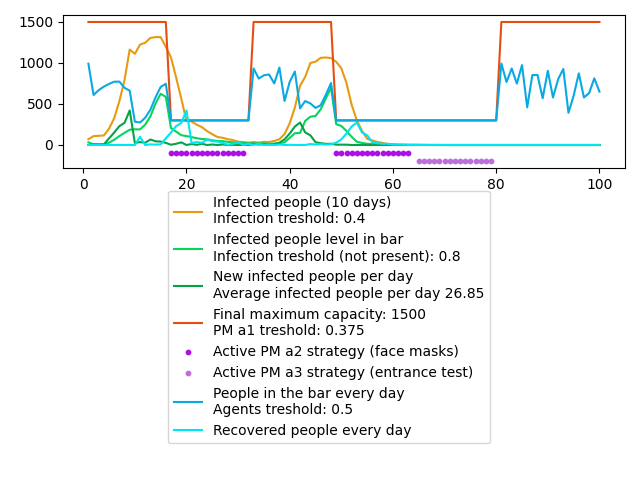 1500
1000
500
0
0
20
40
60
80
100
Infected people (10 days)
Infection treshold: 0.4
Infected people level in bar
Infection treshold (not present): 0.8
New infected people per day
Average infected people per day 26.85
Final maximum capacity: 1500
PM a1 treshold: 0.375
Active PM a2 strategy (face masks)
Active PM a3 strategy (entrance test)
People in the bar every day
Agents treshold: 0.5
Recovered people every day